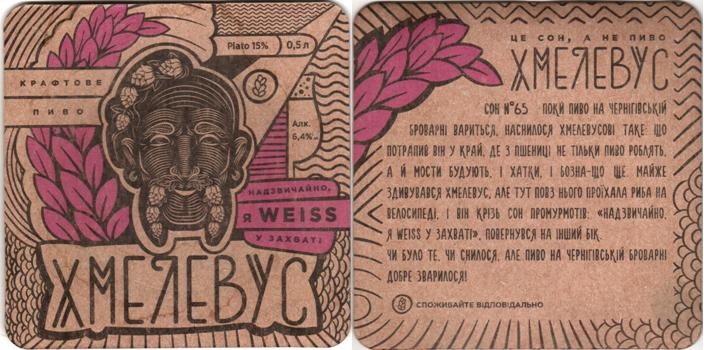 Plato 15%
0,5 л
КРАФТОВЕ
ПИВО
Алк.
6,4% об.
НАДЗВИЧАЙНО,
Я WEISS
У ЗАХВАТІ
ХМЕЛЕВУС
ЦЕ СОН, А НЕ ПИВО
ХМЕЛЕВУС
СОН №65 ПОКИ ПИВО НА ЧЕРНІГІВСЬКІЙ
БРОВАРНІ ВАРИТЬСЯ, НАСНИЛОСЯ ХМЕЛЕВУСОВІ ТАКЕ: ЩО
ПОТРАПИВ ВІН У КРАЙ, ДЕ З ПШЕНИЦІ НЕ ТІЛЬКИ ПИВО РОБЛЯТЬ,
А Й МОСТИ БУДУЮТЬ, І ХАТКИ, І БОЗНА-ЩО ЩЕ. МАЙЖЕ
ЗДИВУВАВСЯ ХМЕЛЕВУС, АЛЕ ТУТ ПОВЗ НЬОГО ПРОЇХАЛА РИБА НА
ВЕЛОСИПЕДІ, І ВІН КРІЗЬ СОН ПРОМУРМОТІВ: «НАДЗВИЧАЙНО,
Я WEISS У ЗАХВАТІ», ПОВЕРНУВСЯ НА ІНШИЙ БІК.
ЧИ БУЛО ТЕ, ЧИ СНИЛОСЯ, АЛЕ ПИВО НА ЧЕРНІГІВСЬКІЙ БРОВАРНІ
ДОБРЕ ЗВАРИЛОСЯ!
СПОЖИВАЙТЕ ВІДПОВІДАЛЬНО